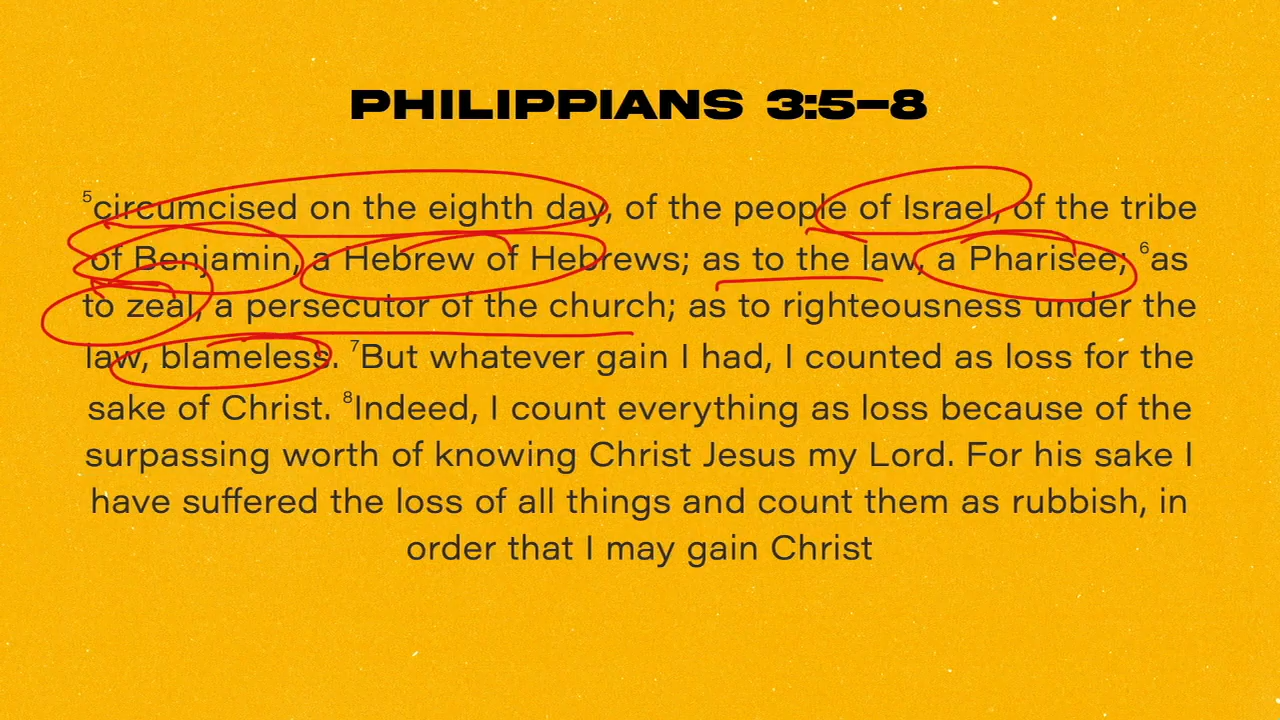 PHILIPPIANS 3:5–8
⁵circumcised on the eighth day, of the people of Israel, of the tribe
of Benjamin, a Hebrew of Hebrews; as to the law, a Pharisee; ⁶as
to zeal, a persecutor of the church; as to righteousness under the
law, blameless. ⁷But whatever gain I had, I counted as loss for the
sake of Christ. ⁸Indeed, I count everything as loss because of the
surpassing worth of knowing Christ Jesus my Lord. For his sake I
have suffered the loss of all things and count them as rubbish, in
order that I may gain Christ